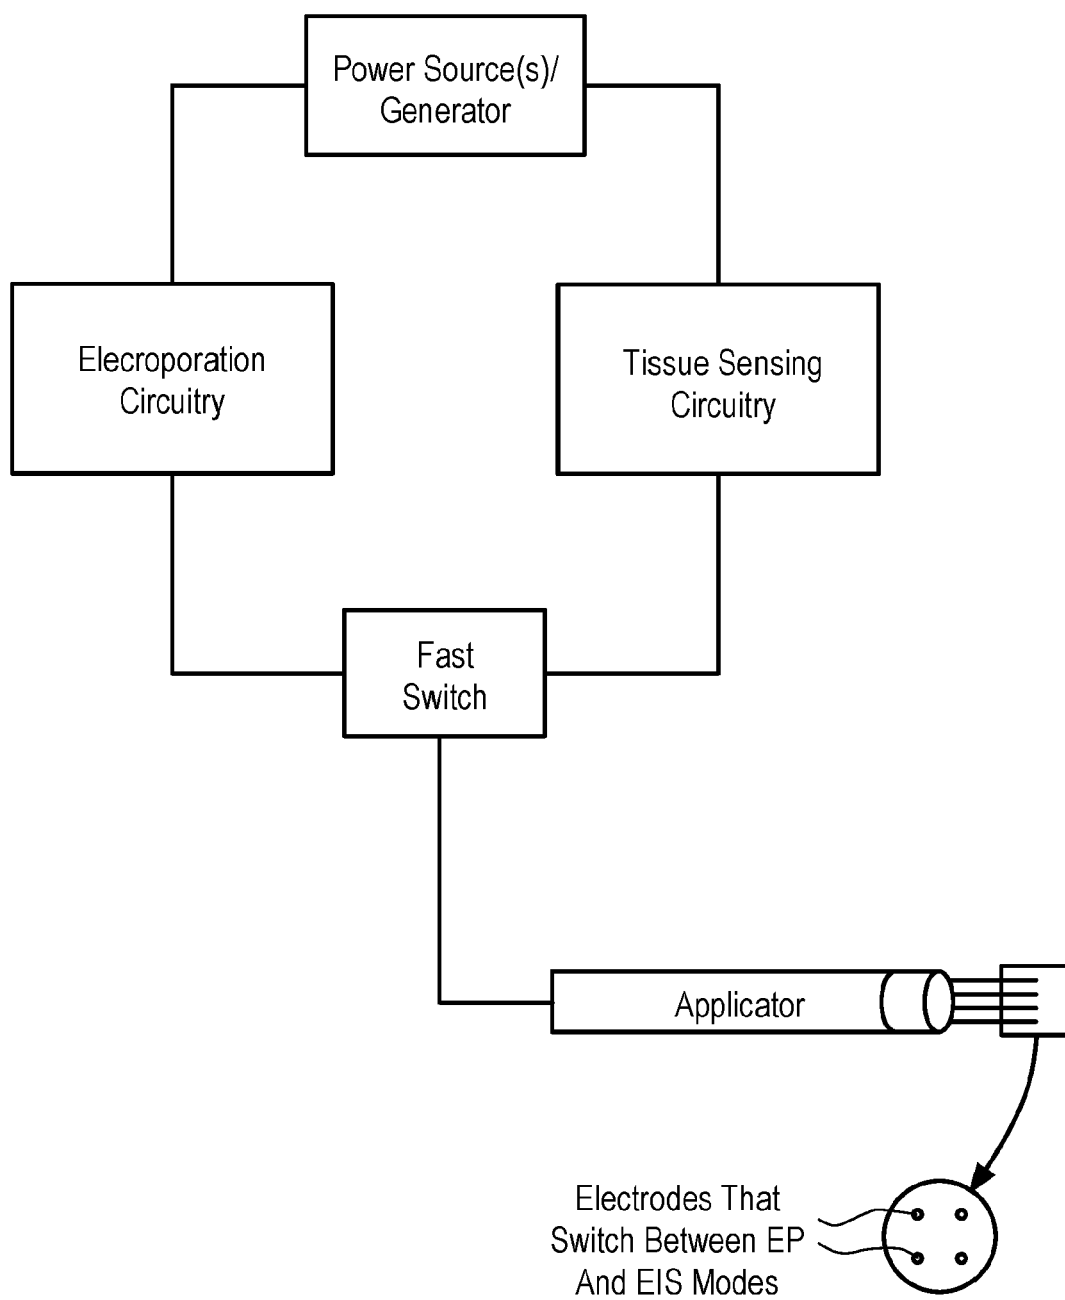 Power Source(s)/
Generator
Elecroporation
Circuitry
Tissue Sensing
Circuitry
Fast
Switch
Applicator
Electrodes That
Switch Between EP
And EIS Modes